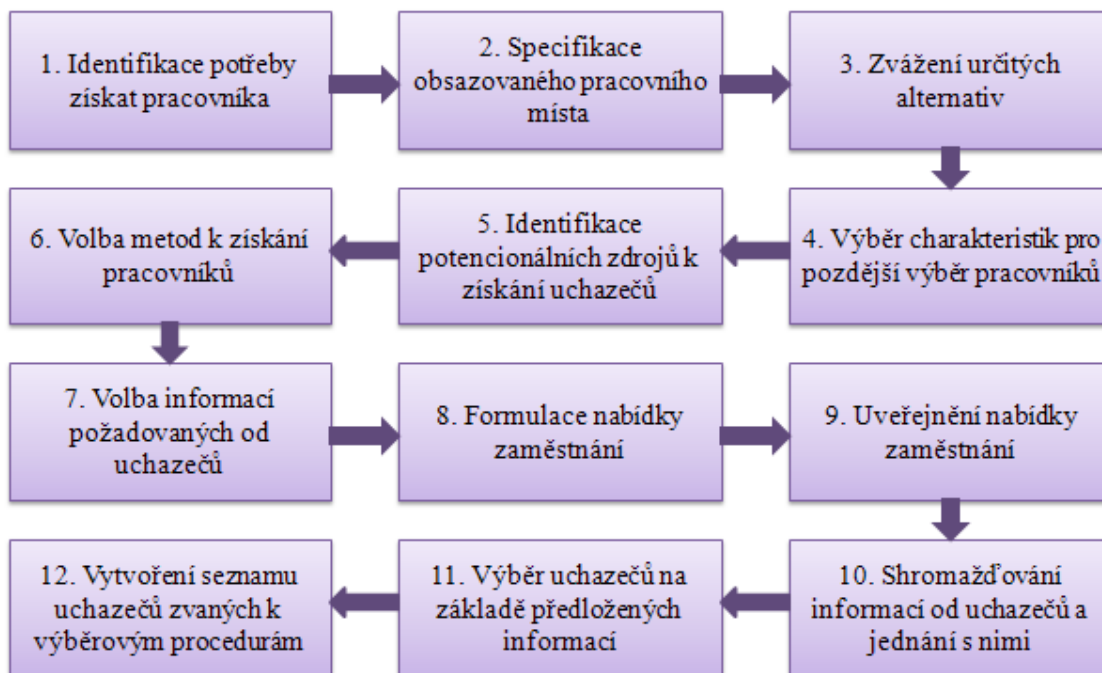 1. Identifikace potřeby
získat pracovníka
2. Specifikace
obsazovaného pracovního
místa
3. Zvážení určitých
alternativ
4. Výběr charakteristik pro
pozdější výběr pracovníků
5. Identifikace
potencionálních zdrojů k
získání uchazečů
6. Volba metod k získání
pracovníků
7. Volba informací
požadovaných od
uchazečů
8. Formulace nabídky
zaměstnání
9. Uveřejnění nabídky
zaměstnání
10. Shromažďování
informací od uchazečů a
jednání s nimi
11. Výběr uchazečů na
základě předložených
informací
12. Vytvoření seznamu
uchazečů zvaných k
výběrovým procedurám